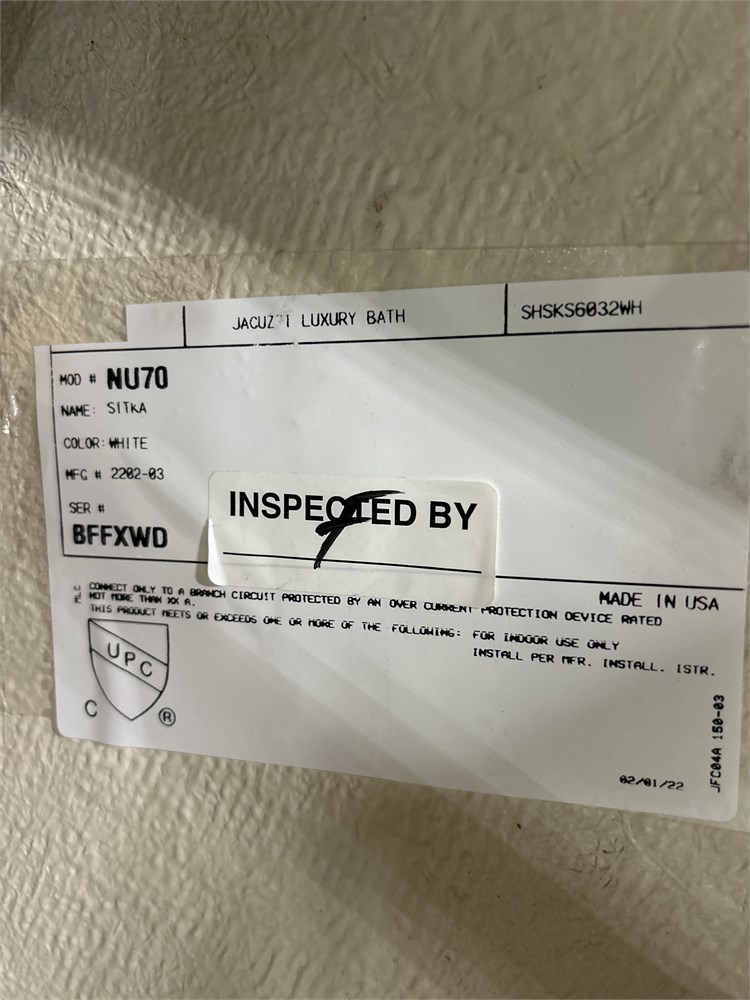 JACUZZI LUXURY BATH
SHSKS6032WH
MOD # NU70
NAME: SITKA
COLOR: WHITE
MFG # 2202-03
SER #
BFFXWD
INSPECTED BY
MADE IN USA
CONNECT ONLY TO A BRANCH CIRCUIT PROTECTED BY AN OVER CURRENT PROTECTION DEVICE RATED
NOT MORE THAN XX A.
THIS PRODUCT MEETS OR EXCEEDS ONE OR MORE OF THE FOLLOWING: FOR INDOOR USE ONLY
INSTALL PER MFR. INSTALL. ISTR.
UPC
C ®
02/01/22
JFC04A 150-03